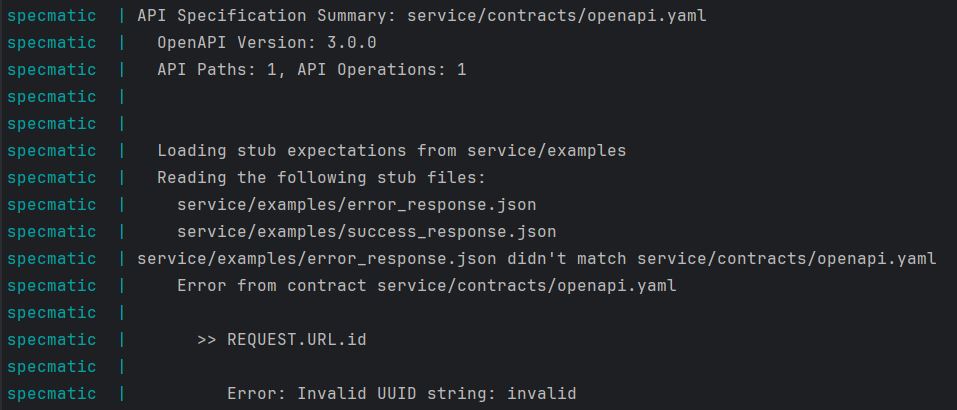 specmatic  | API Specification Summary: service/contracts/openapi.yaml
specmatic  |   OpenAPI Version: 3.0.0
specmatic  |   API Paths: 1, API Operations: 1
specmatic  |
specmatic  |
specmatic  |   Loading stub expectations from service/examples
specmatic  |   Reading the following stub files:
specmatic  |     service/examples/error_response.json
specmatic  |     service/examples/success_response.json
specmatic  | service/examples/error_response.json didn't match service/contracts/openapi.yaml
specmatic  |     Error from contract service/contracts/openapi.yaml
specmatic  |
specmatic  |       >> REQUEST.URL.id
specmatic  |
specmatic  |          Error: Invalid UUID string: invalid